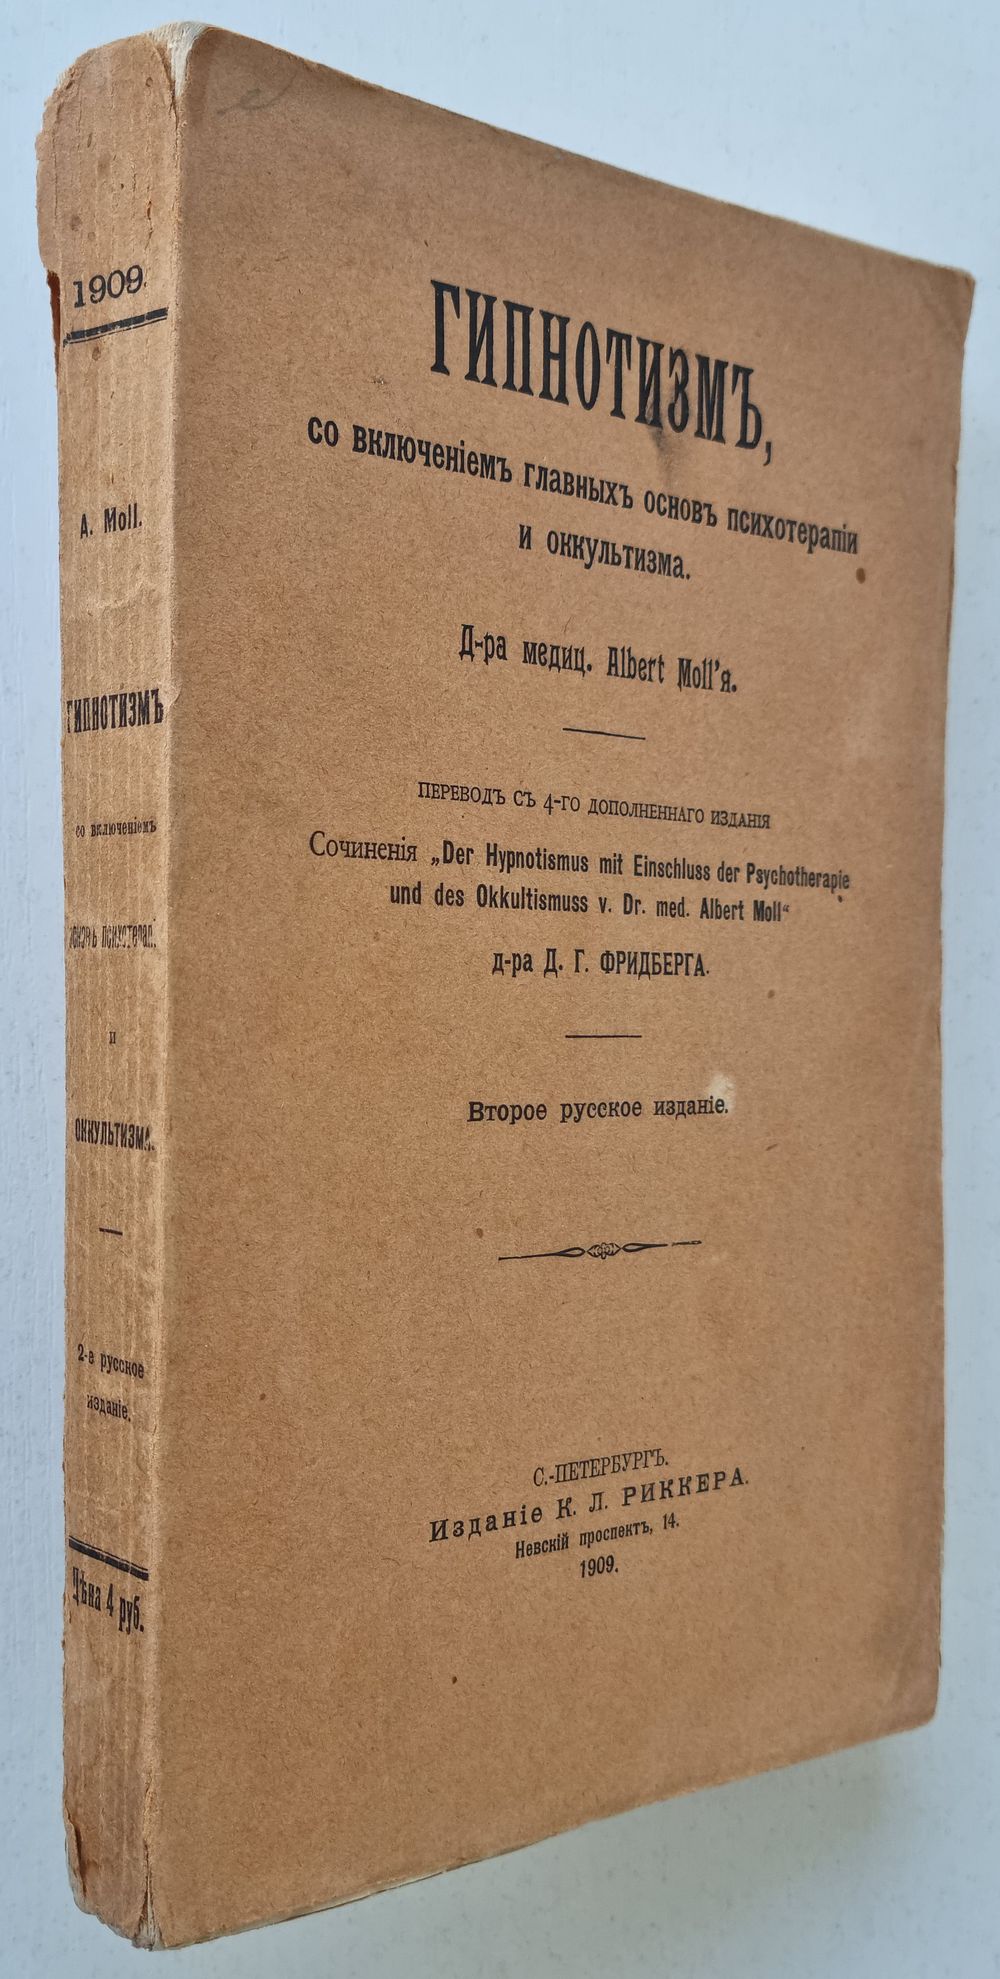 1909.
A. Moll.
ГИПНОТИЗМЪ
со включеніемъ
основъ психотерап.
и
ОККУЛЬТИЗМА.
2-е русское
изданіе.
Цѣна 4 руб.
ГИПНОТИЗМЪ,
со включеніемъ главныхъ основъ психотерапіи
и оккультизма.
Д-ра медиц. Albert Moll'я.
ПЕРЕВОДЪ СЪ 4-ГО ДОПОЛНЕННАГО ИЗДАНІЯ
Сочиненія „Der Hypnotismus mit Einschluss der Psychotherapie
und des Okkultismuss v. Dr. med. Albert Moll“
д-ра Д. Г. ФРИДБЕРГА.
Второе русское изданіе.
С.-ПЕТЕРБУРГЪ.
Изданіе К. Л. РИККЕРА.
Невскій проспектъ, 14.
1909.